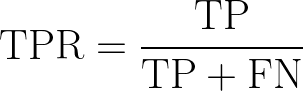 TPR = TP / (TP + FN)